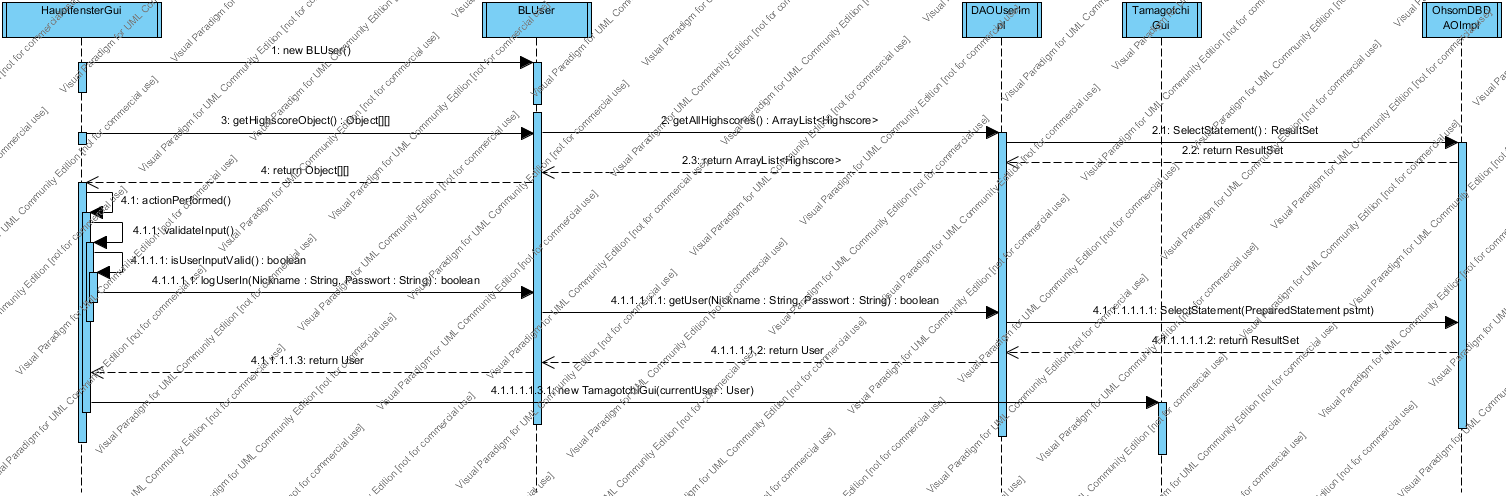 HauptfensterGui
BLUser
DAOUserIm
pl
Tamagotchi
Gui
OhsomDBD
AOImpl
1: new BLUser()
3: getHighscoreObject() : Object[][]
2: getAllHighscores() : ArrayList<Highscore>
2.1: SelectStatement() : ResultSet
2.2: return ResultSet
2.3: return ArrayList<Highscore>
4: return Object[][]
4.1: actionPerformed()
4.1.1: validateInput()
4.1.1.1: isUserInputValid() : boolean
4.1.1.1.1: logUserIn(Nickname : String, Passwort : String) : boolean
4.1.1.1.1.1: getUser(Nickname : String, Passwort : String) : boolean
4.1.1.1.1.1.1: SelectStatement(PreparedStatement pstmt)
4.1.1.1.1.1.2: return ResultSet
4.1.1.1.1.2: return User
4.1.1.1.1.3: return User
4.1.1.1.1.3.1: new TamagotchiGui(currentUser : User)
Visual Paradigm for UML Community Edition [not for commercial use]